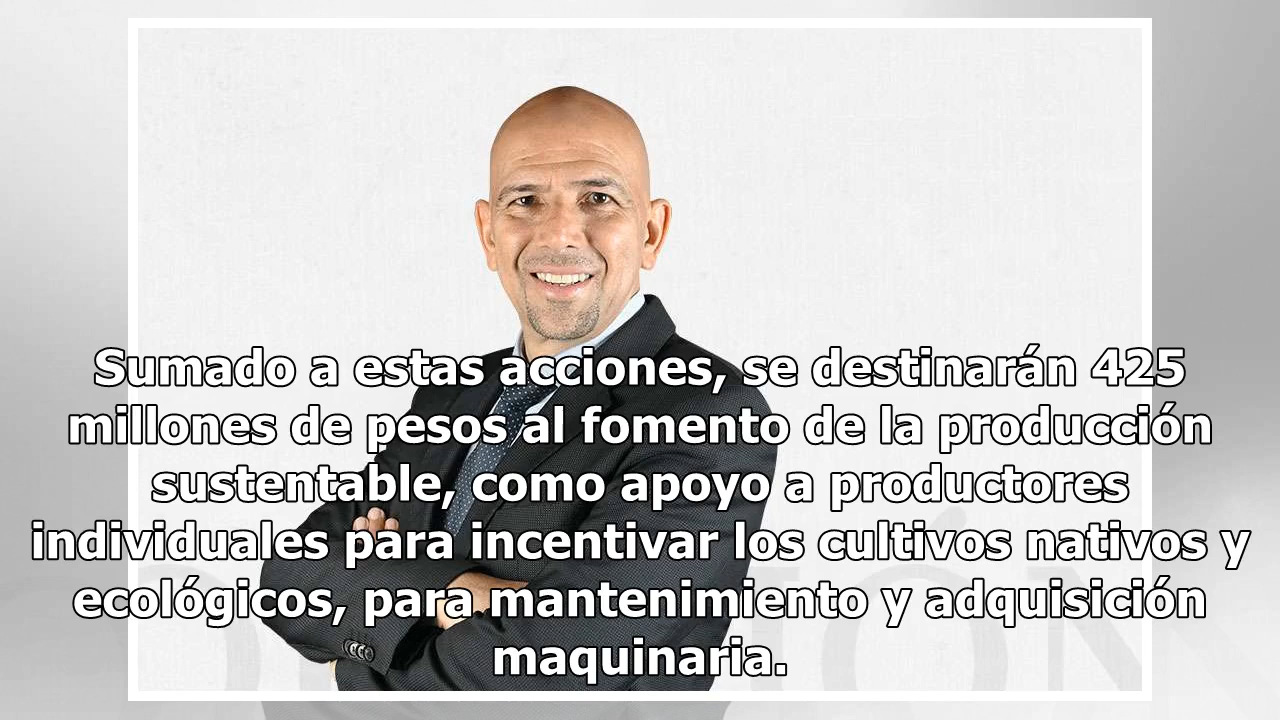 Sumado a estas acciones, se destinarán 425
millones de pesos al fomento de la producción
sustentable, como apoyo a productores
individuales para incentivar los cultivos nativos y
ecológicos, para mantenimiento y adquisición
maquinaria.